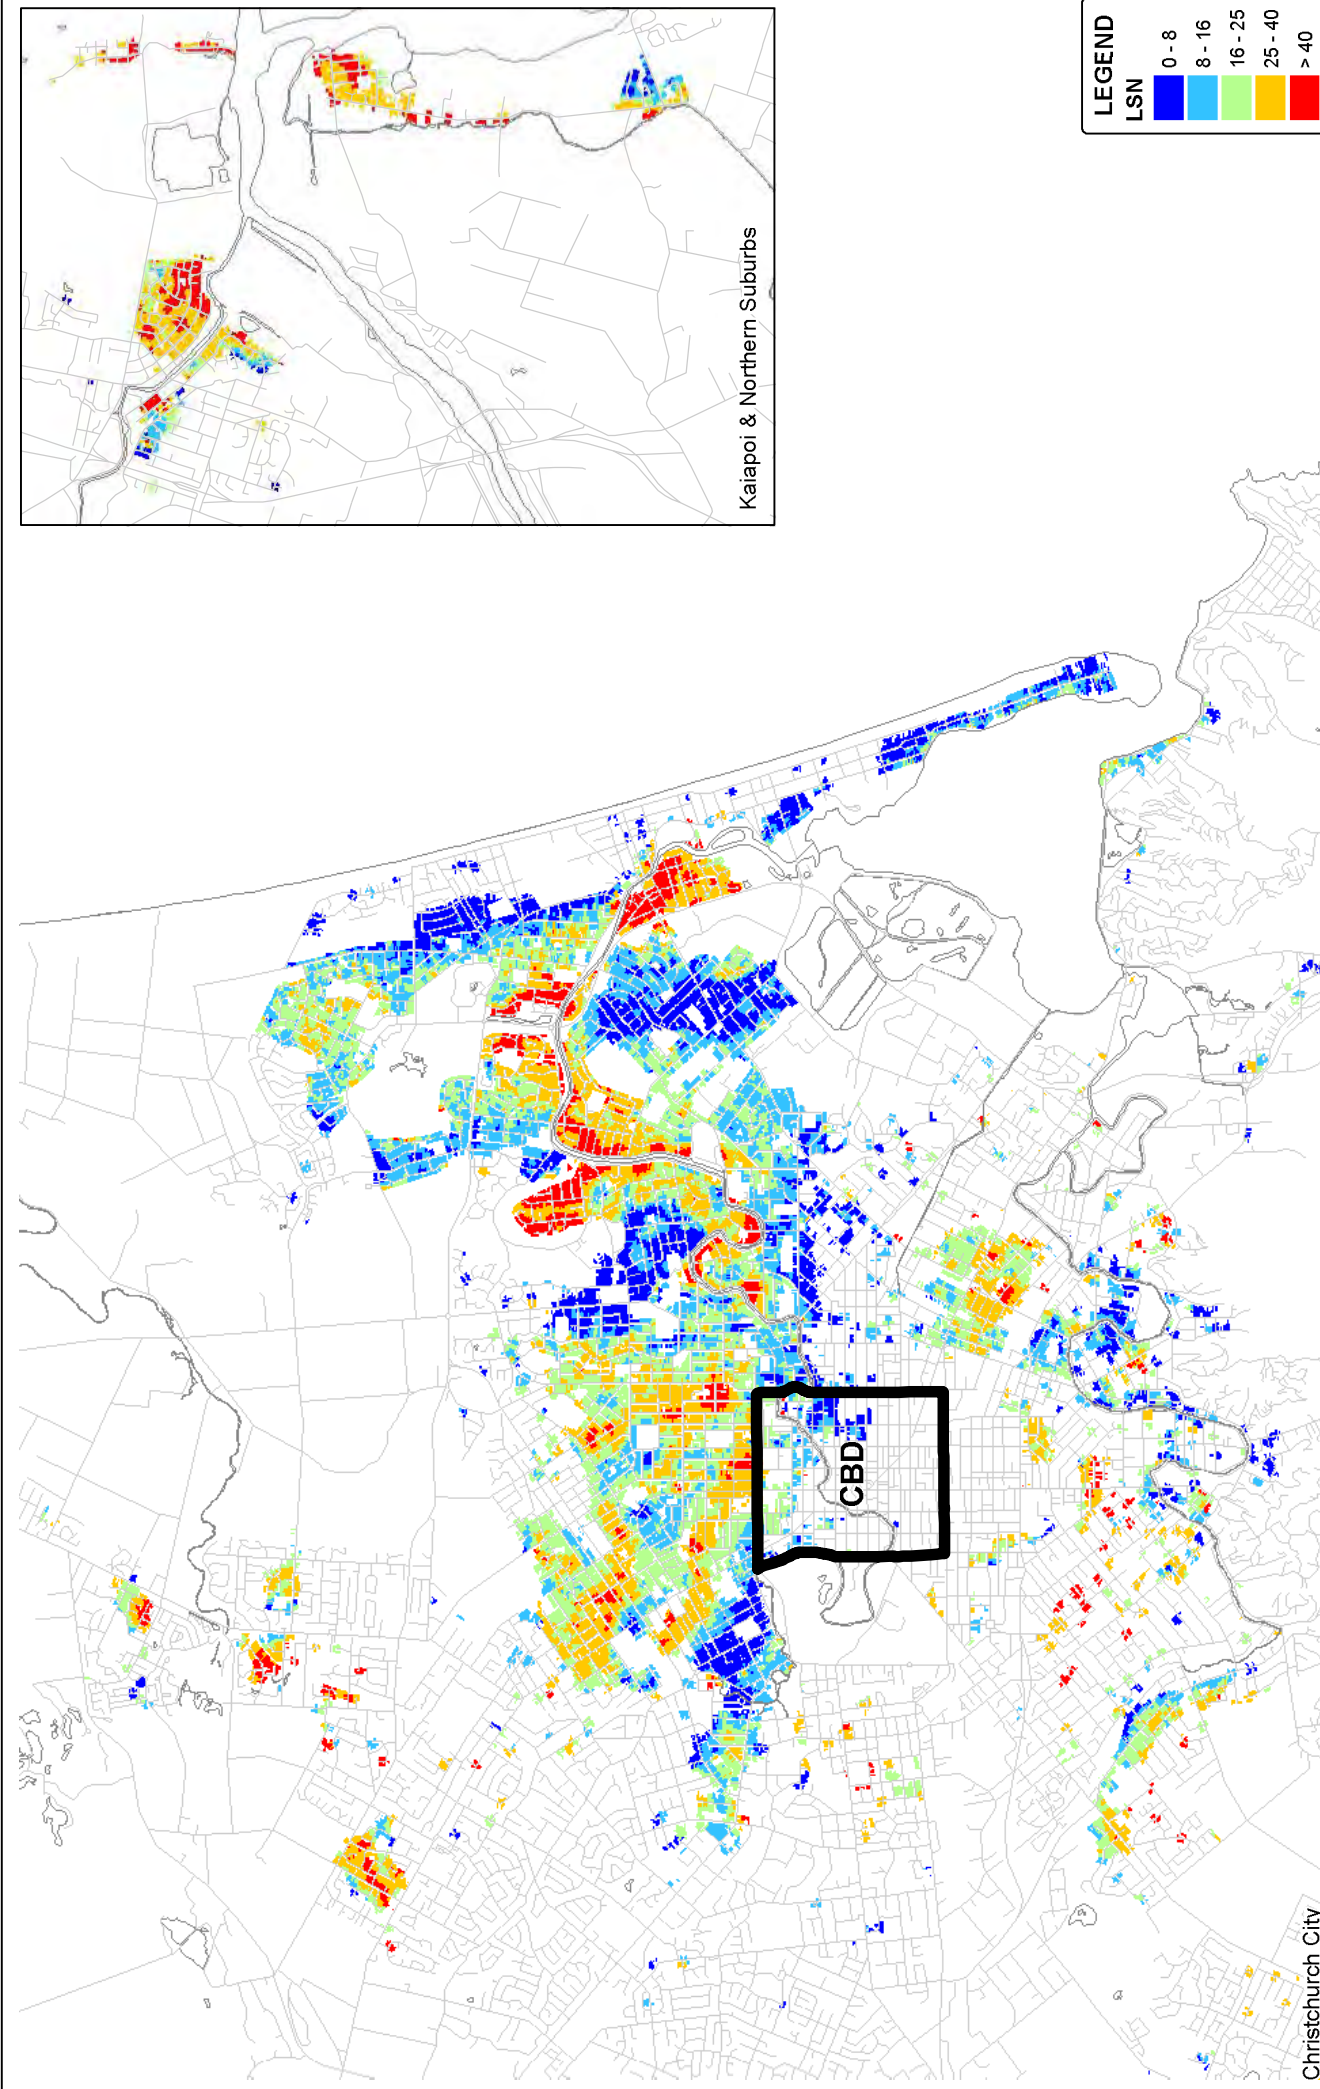 Kaiapoi & Northern Suburbs
LEGEND
LSN
0 - 8
8 - 16
16 - 25
25 - 40
> 40
CBD
Christchurch City